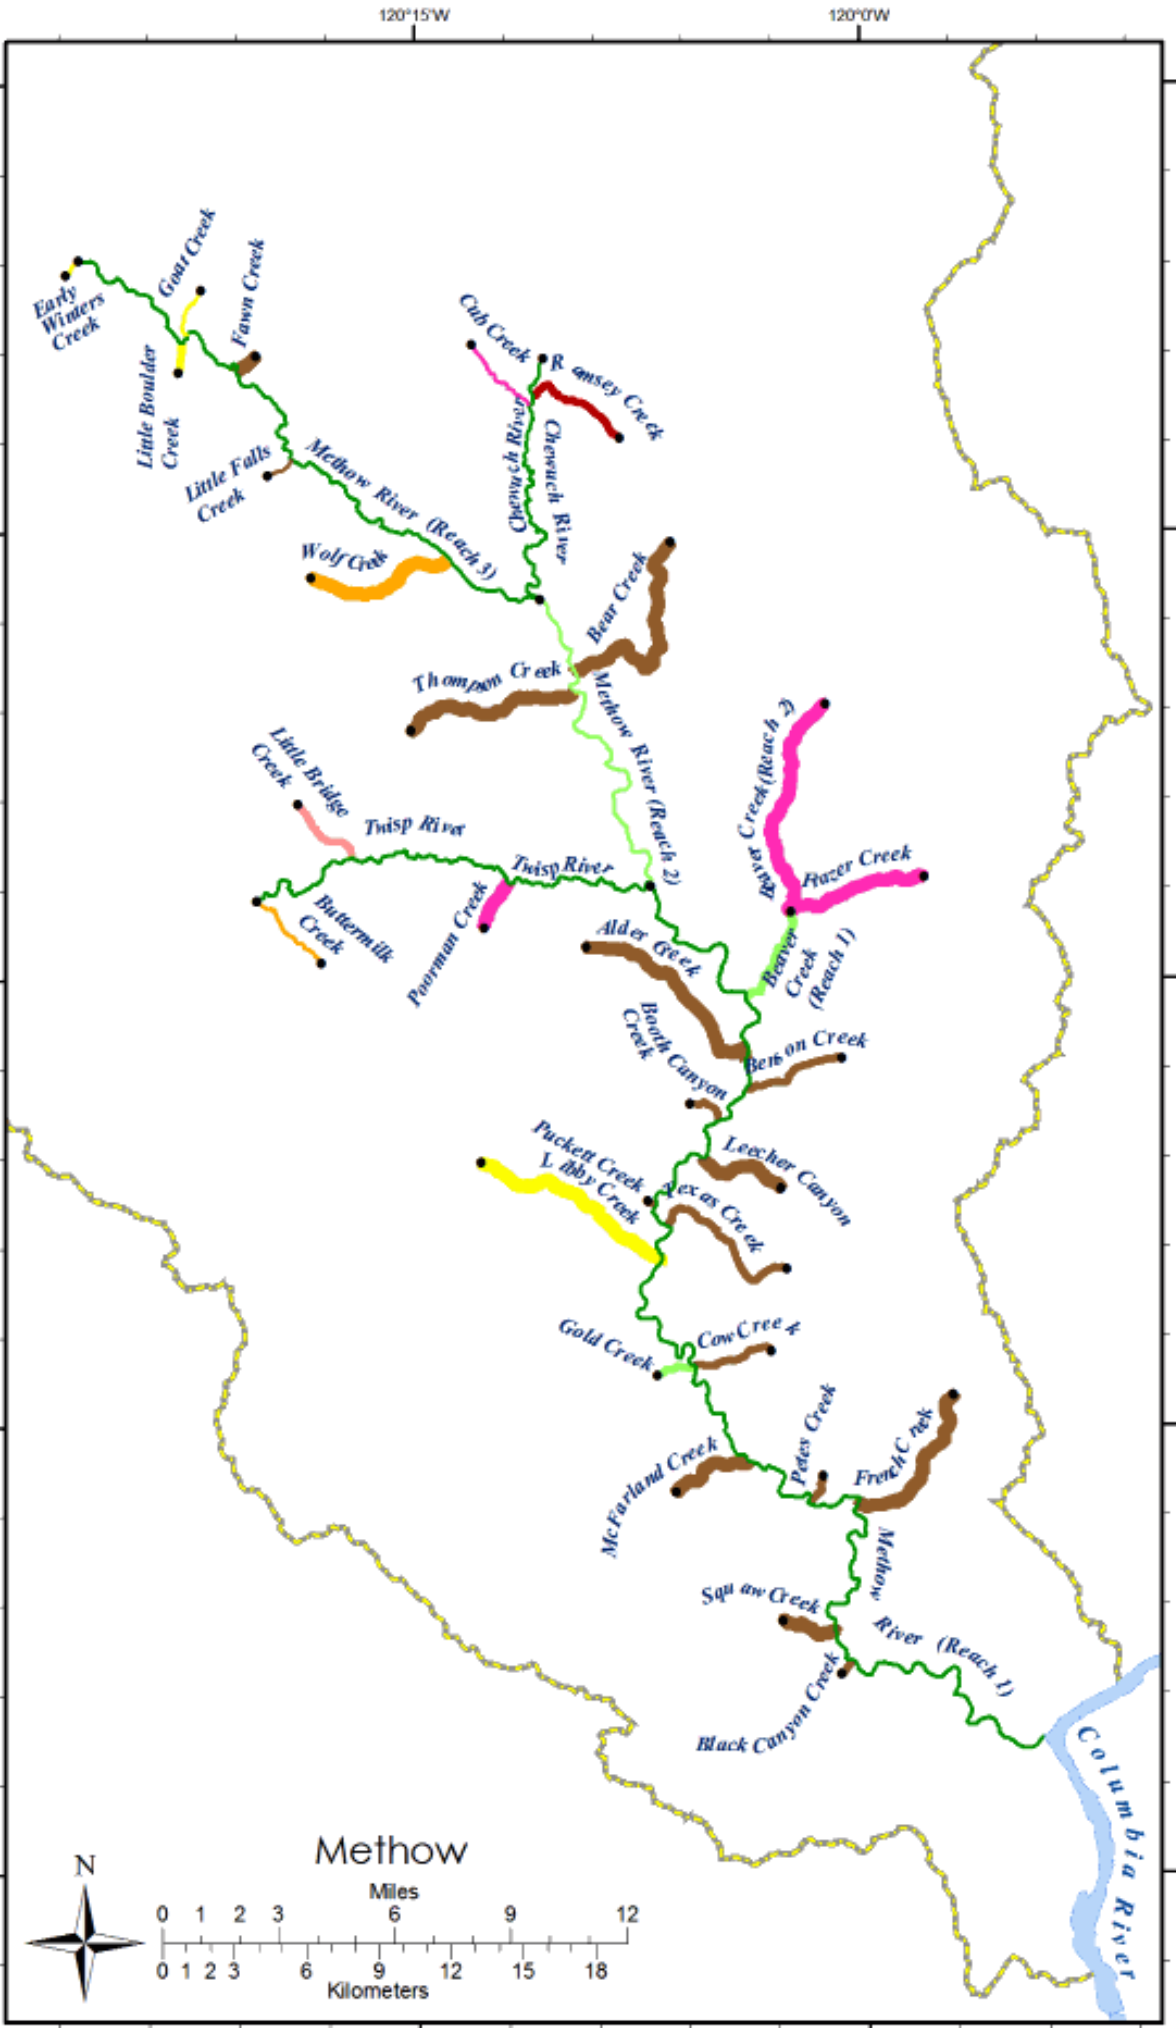 120°15'W
120°0'W
Goat Creek
Fawn Creek
Early
Winters
Creek
Cub Creek
Ramsey Creek
Little Boulder
Creek
Chewuch River
Chewuch River
Little Falls
Creek
Methow River (Reach 3)
Wolf Creek
Bear Creek
Thompson Creek
Methow River (Reach 2)
Beaver Creek (Reach 2)
Little Bridge
Creek
Twisp River
Twisp River
Frazer Creek
Poorman Creek
Buttermilk
Creek
Alder Creek
Beaver
Creek
(Reach 1)
Booth Canyon
Creek
Benson Creek
Puckett Creek
Libby Creek
Leecher Canyon
Texas Creek
Gold Creek
Cow Creek
McFarland Creek
Petes Creek
French Creek
Methow
River (Reach 1)
Squaw Creek
Black Canyon Creek
Columbia River
N
Methow
Miles
0 1 2 3 6 9 12
0 1 2 3 6 9 12 15 18
Kilometers